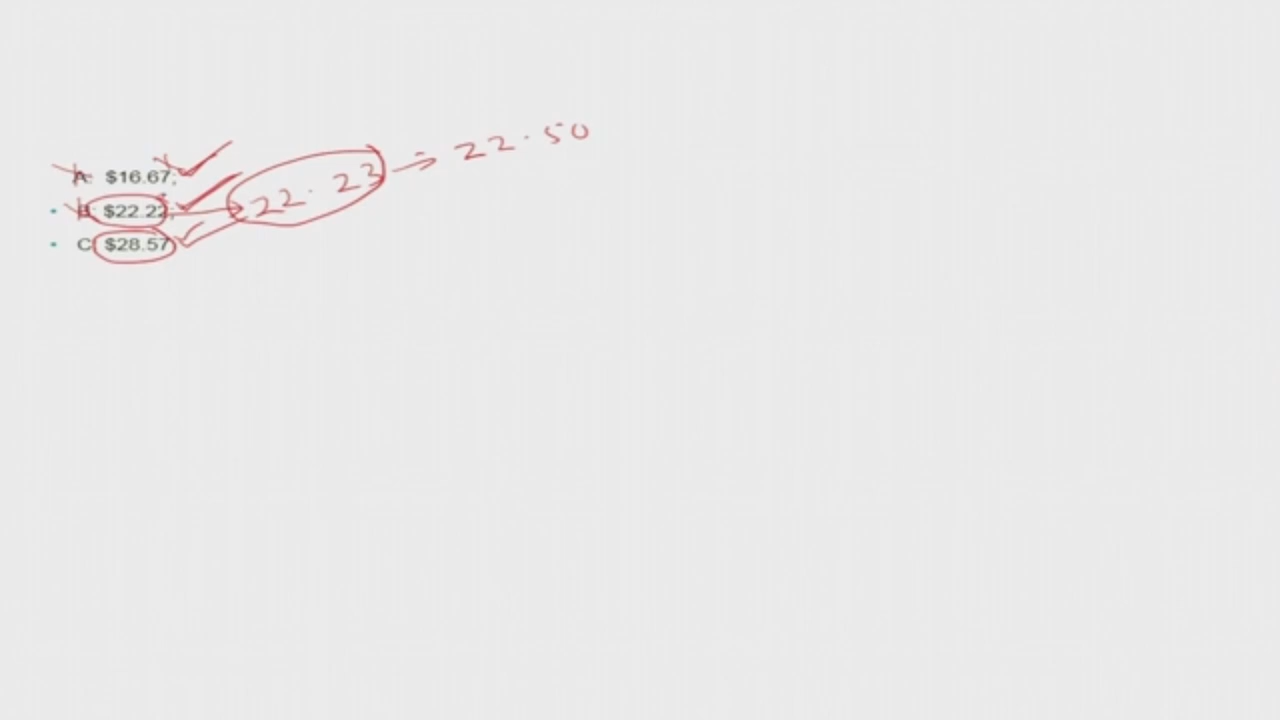 A: $16.67;
• B: $22.22;
• C: $28.57
22.23 → 22.50